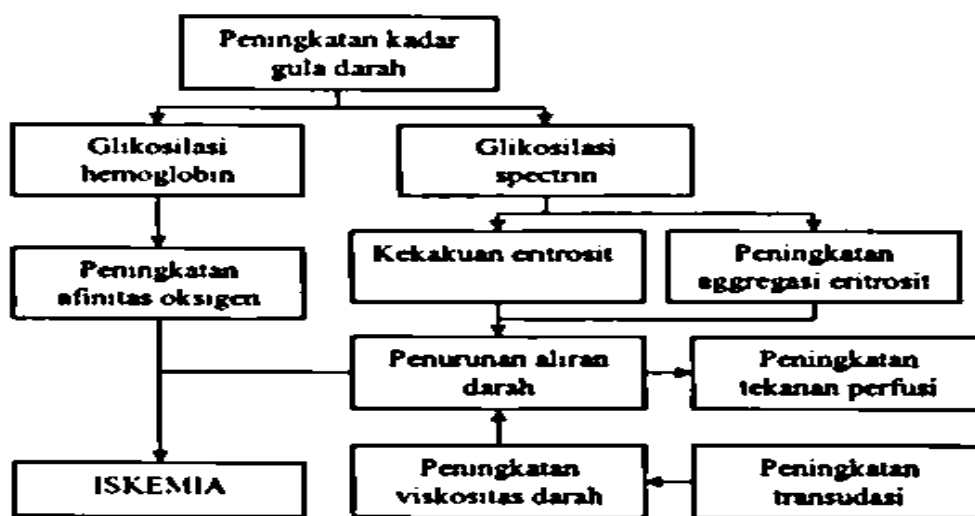 Peningkatan kadar
gula darah
Glikosilasi
hemoglobin
Glikosilasi
spectrin
Peningkatan
afinitas oksigen
Kekakuan eritrosit
Peningkatan
aggregasi eritrosit
Penurunan aliran
darah
Peningkatan
tekanan perfusi
ISKEMIA
Peningkatan
viskositas darah
Peningkatan
transudasi